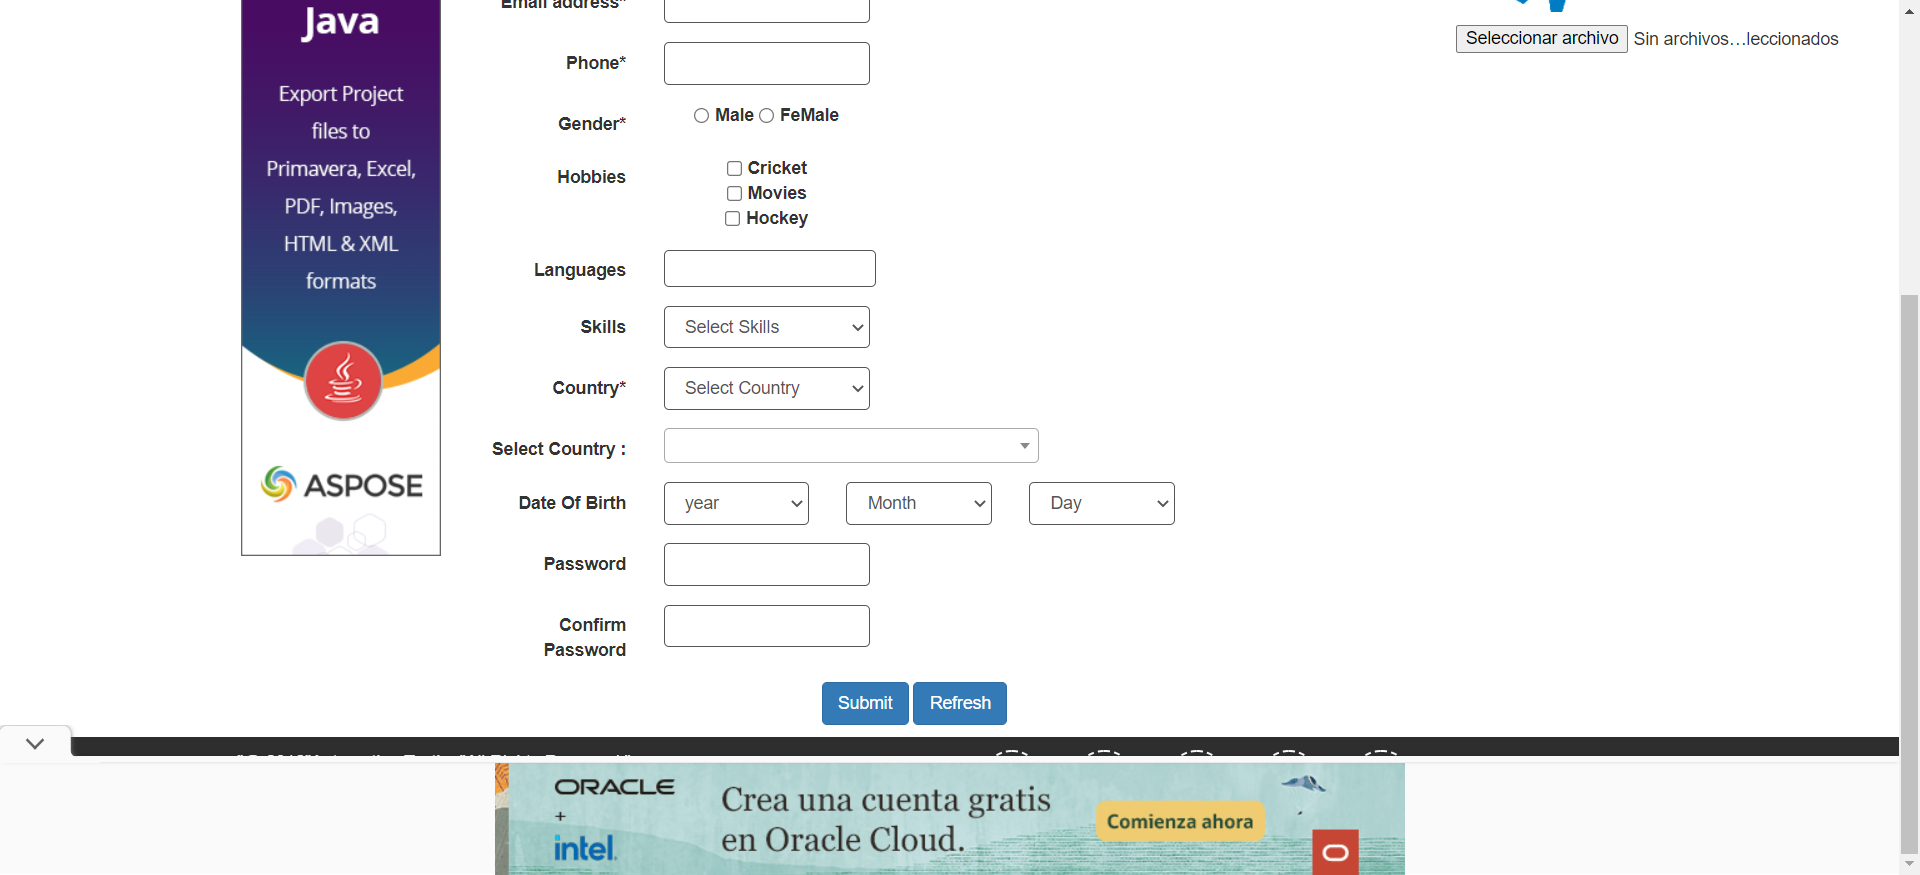 Java
Export Project
files to
Primavera, Excel,
PDF, Images,
HTML & XML
formats
ASPOSE
Email address*
Phone*
Gender*
Male
FeMale
Hobbies
Cricket
Movies
Hockey
Languages
Skills
Select Skills
Country*
Select Country
Select Country :
Date Of Birth
year
Month
Day
Password
Confirm
Password
Submit
Refresh
Seleccionar archivo
Sin archivos…leccionados
ORACLE
+
intel.
Crea una cuenta gratis
en Oracle Cloud.
Comienza ahora